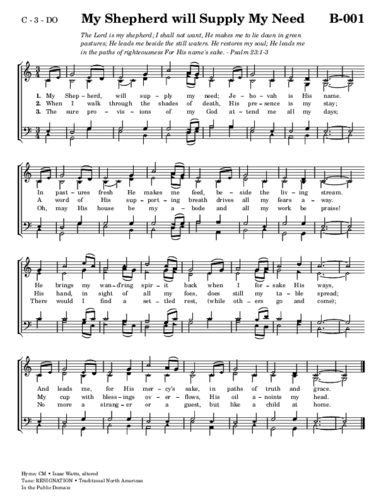 C - 3 - DO
My Shepherd will Supply My Need
B-001
The Lord is my shepherd; I shall not want, He makes me to lie down in green
pastures; He leads me beside the still waters. He restores my soul; He leads me
in the paths of righteousness For His name's sake. - Psalm 23:1-3
1. My Shep–herd, will sup–ply my need; Je–ho–vah is His name.
2. When I walk through the shades of death, His pre–sence is my stay;
3. The sure pro–vis–ions of my God at–tend me all my days;
In past–ures fresh He makes me feed, be–side the liv–ing stream.
A word of His sup–port–ing breath drives all my fears a–way.
Oh, may His house be my a–bode and all my work be praise!
He brings my wan–d'ring spir–it back when I for–sake His ways,
His hand, in sight of all my foes, does still my ta–ble spread;
There would I find a set–tled rest, (while oth–ers go and come);
And leads me, for His mer–cy's sake, in paths of truth and grace.
My cup with bless–ings o–ver–flows, His oil a–noints my head.
No more a strang–er or a guest, but like a child at home.
Hymn: CM • Isaac Watts, altered
Tune: RESIGNATION • Traditional North American
In the Public Domain